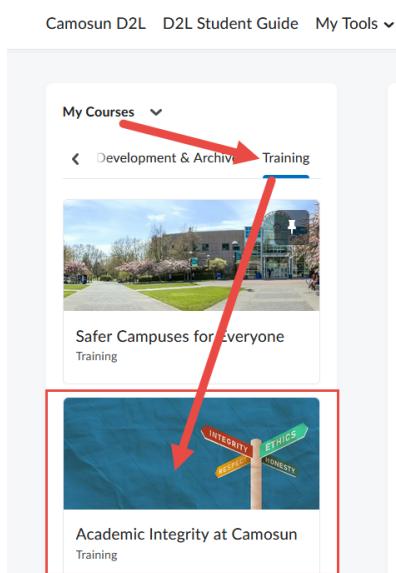 Camosun D2L D2L Student Guide My Tools
My Courses
Development & Archive Training
Safer Campuses for Everyone
Training
INTEGRITY
ETHICS
RESPECT
HONESTY
Academic Integrity at Camosun
Training